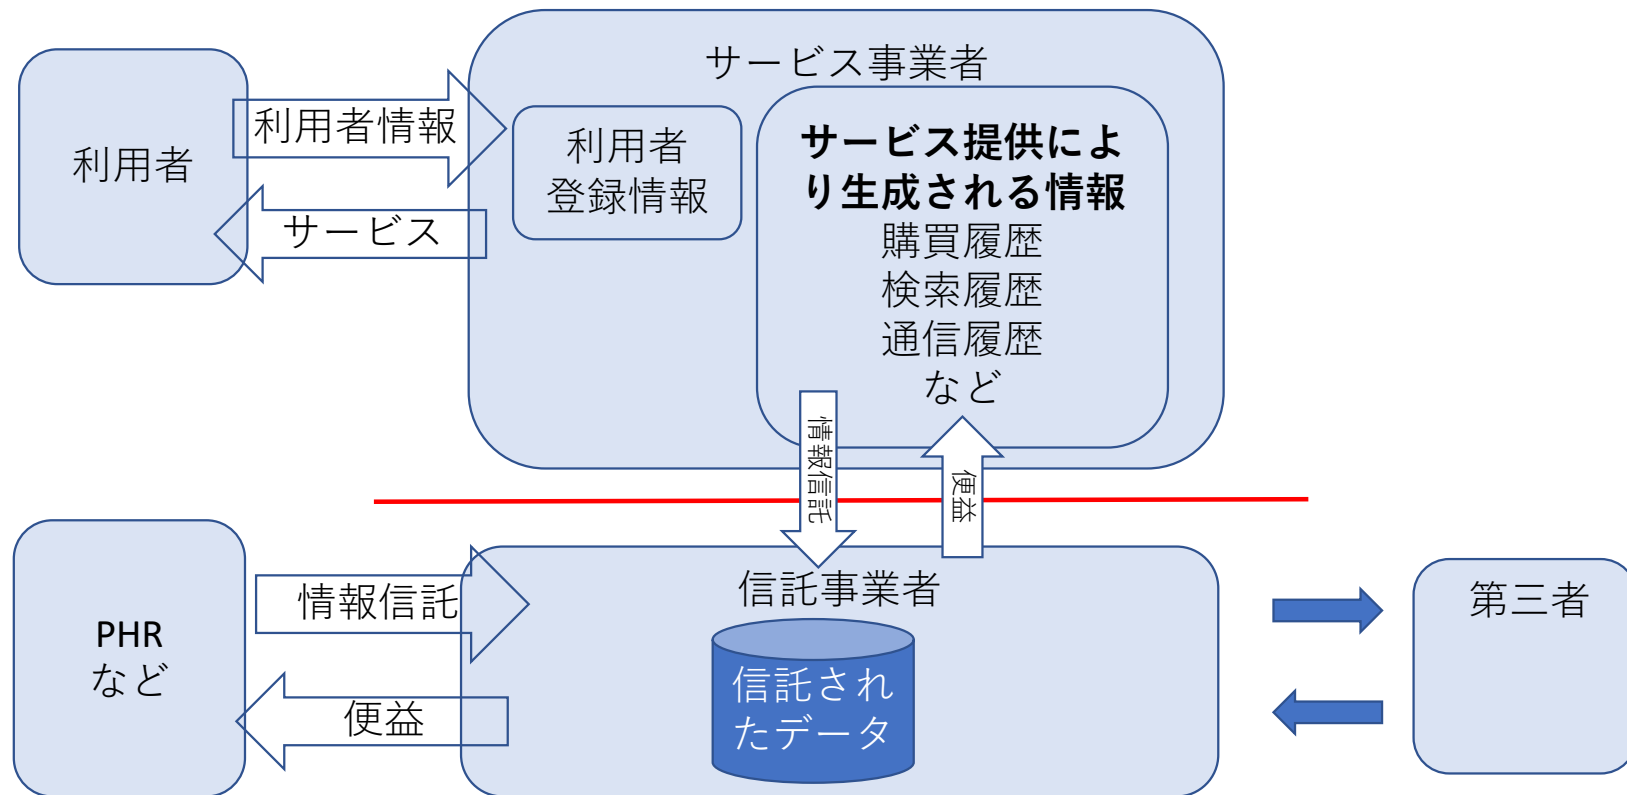 サービス事業者
利用者
利用者情報
サービス
利用者
登録情報
サービス提供によ
り生成される情報
購買履歴
検索履歴
通信履歴
など
情報信託
便益
PHR
など
情報信託
便益
信託事業者
信託され
たデータ
第三者